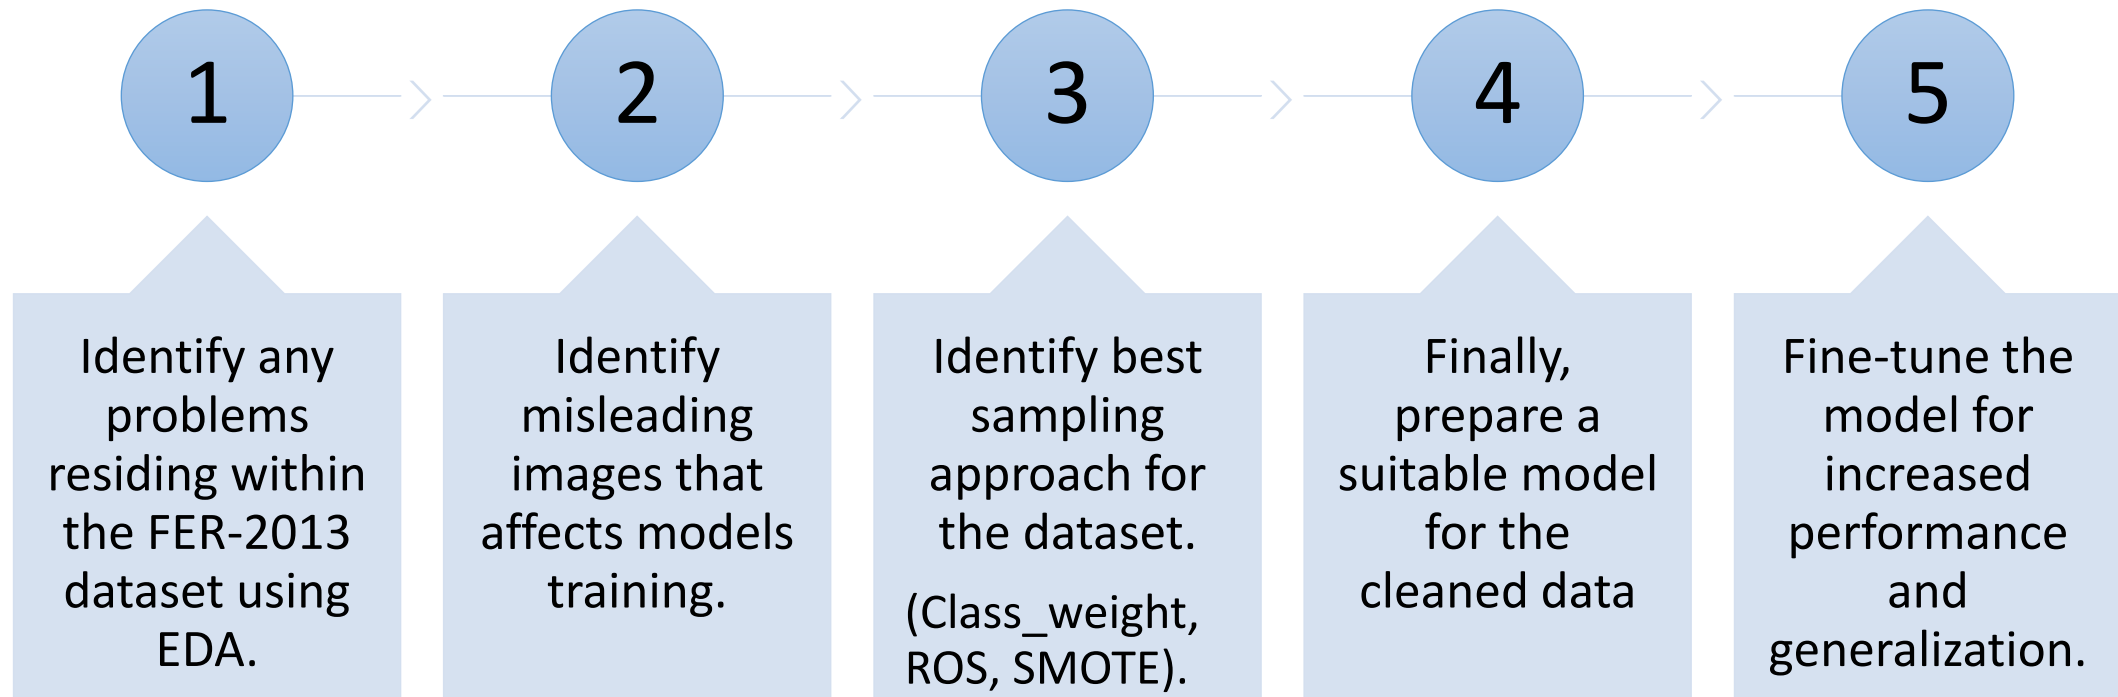 1
Identify any
problems
residing within
the FER-2013
dataset using
EDA.
2
Identify
misleading
images that
affects models
training.
3
Identify best
sampling
approach for
the dataset.
(Class_weight,
ROS, SMOTE).
4
Finally,
prepare a
suitable model
for the
cleaned data
5
Fine-tune the
model for
increased
performance
and
generalization.